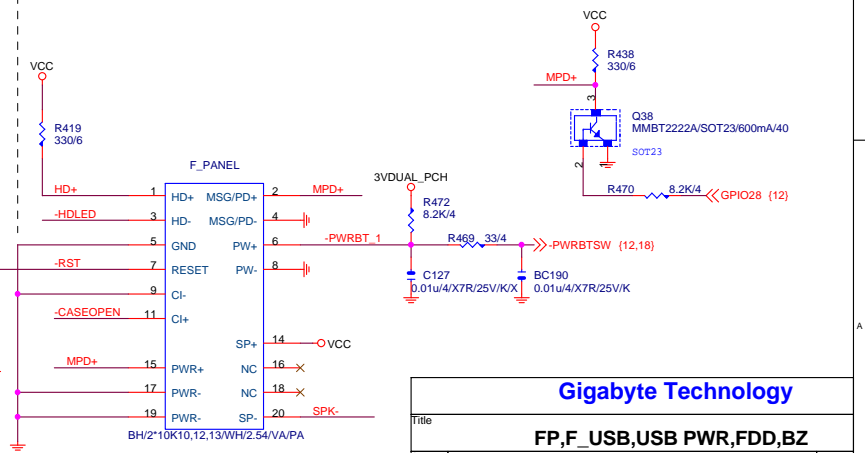 VCC
R438
330/6
MPD+
3
Q38
MMBT2222A/SOT23/600mA/40
SOT23
2
1
R470
8.2K/4
GPIO28 {12}
VCC
R419
330/6
F_PANEL
HD+
1
HD+
MSG/PD+
2
MPD+
-HDLED
3
HD-
MSG/PD-
4
5
GND
PW+
6
-PWRBT_1
-RST
7
RESET
PW-
8
9
CI-
-CASEOPEN
11
CI+
SP+
14
VCC
MPD+
15
PWR+
NC
16
17
PWR-
NC
18
19
PWR-
SP-
20
SPK-
BH/2*10K10,12,13/WH/2.54/VA/PA
3VDUAL_PCH
R472
8.2K/4
R469
33/4
-PWRBTSW {12,18}
C127
0.01u/4/X7R/25V/K/X
BC190
0.01u/4/X7R/25V/K
A
Gigabyte Technology
Title
FP,F_USB,USB PWR,FDD,BZ